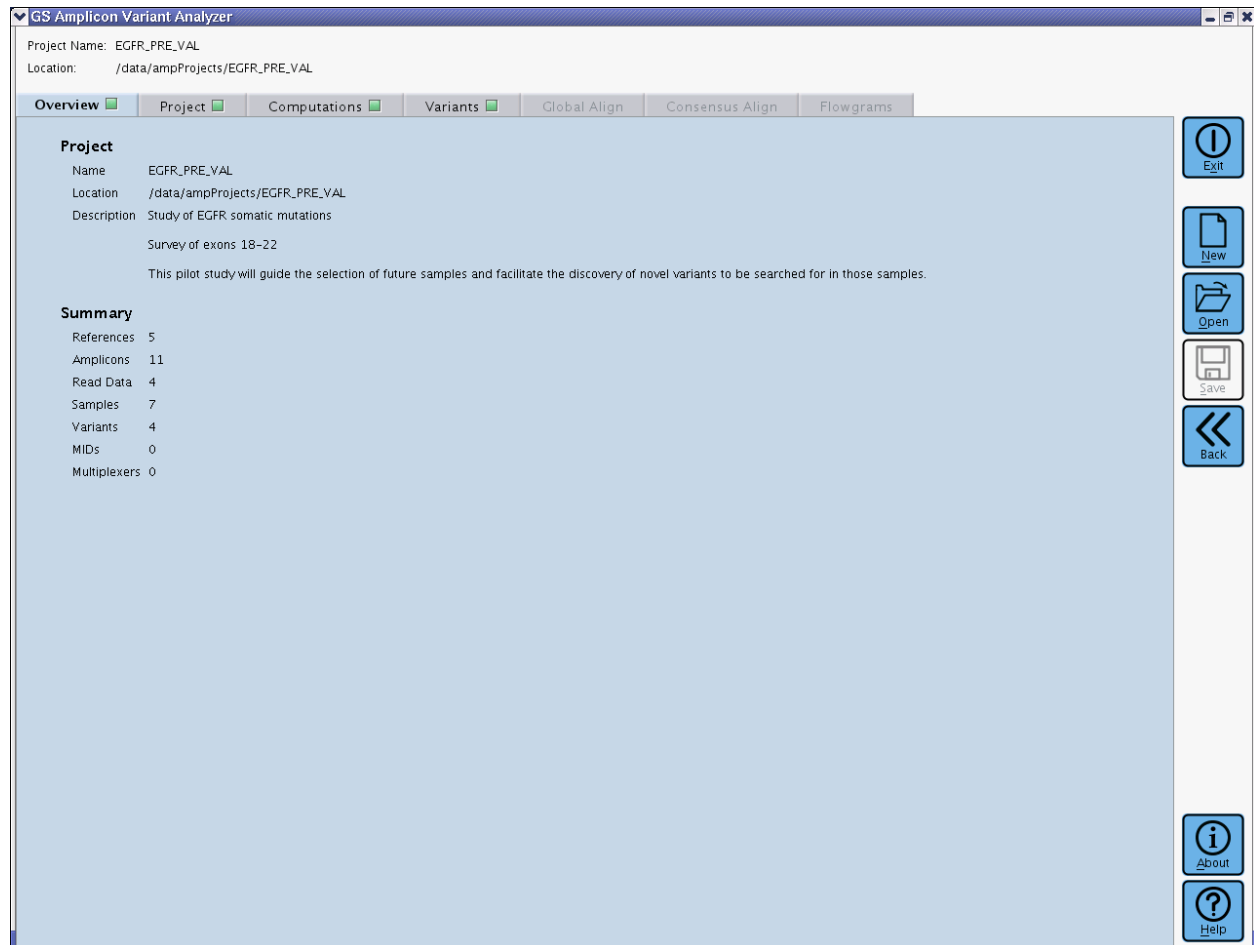 GS Amplicon Variant Analyzer
Project Name: EGFR_PRE_VAL
Location: /data/ampProjects/EGFR_PRE_VAL
Overview Project Computations Variants Global Align Consensus Align Flowgrams
Project
Name EGFR_PRE_VAL
Location /data/ampProjects/EGFR_PRE_VAL
Description Study of EGFR somatic mutations
Survey of exons 18-22
This pilot study will guide the selection of future samples and facilitate the discovery of novel variants to be searched for in those samples.
Summary
References 5
Amplicons 11
Read Data 4
Samples 7
Variants 4
MIDs 0
Multiplexers 0
Exit
New
Open
Save
Back
About
Help